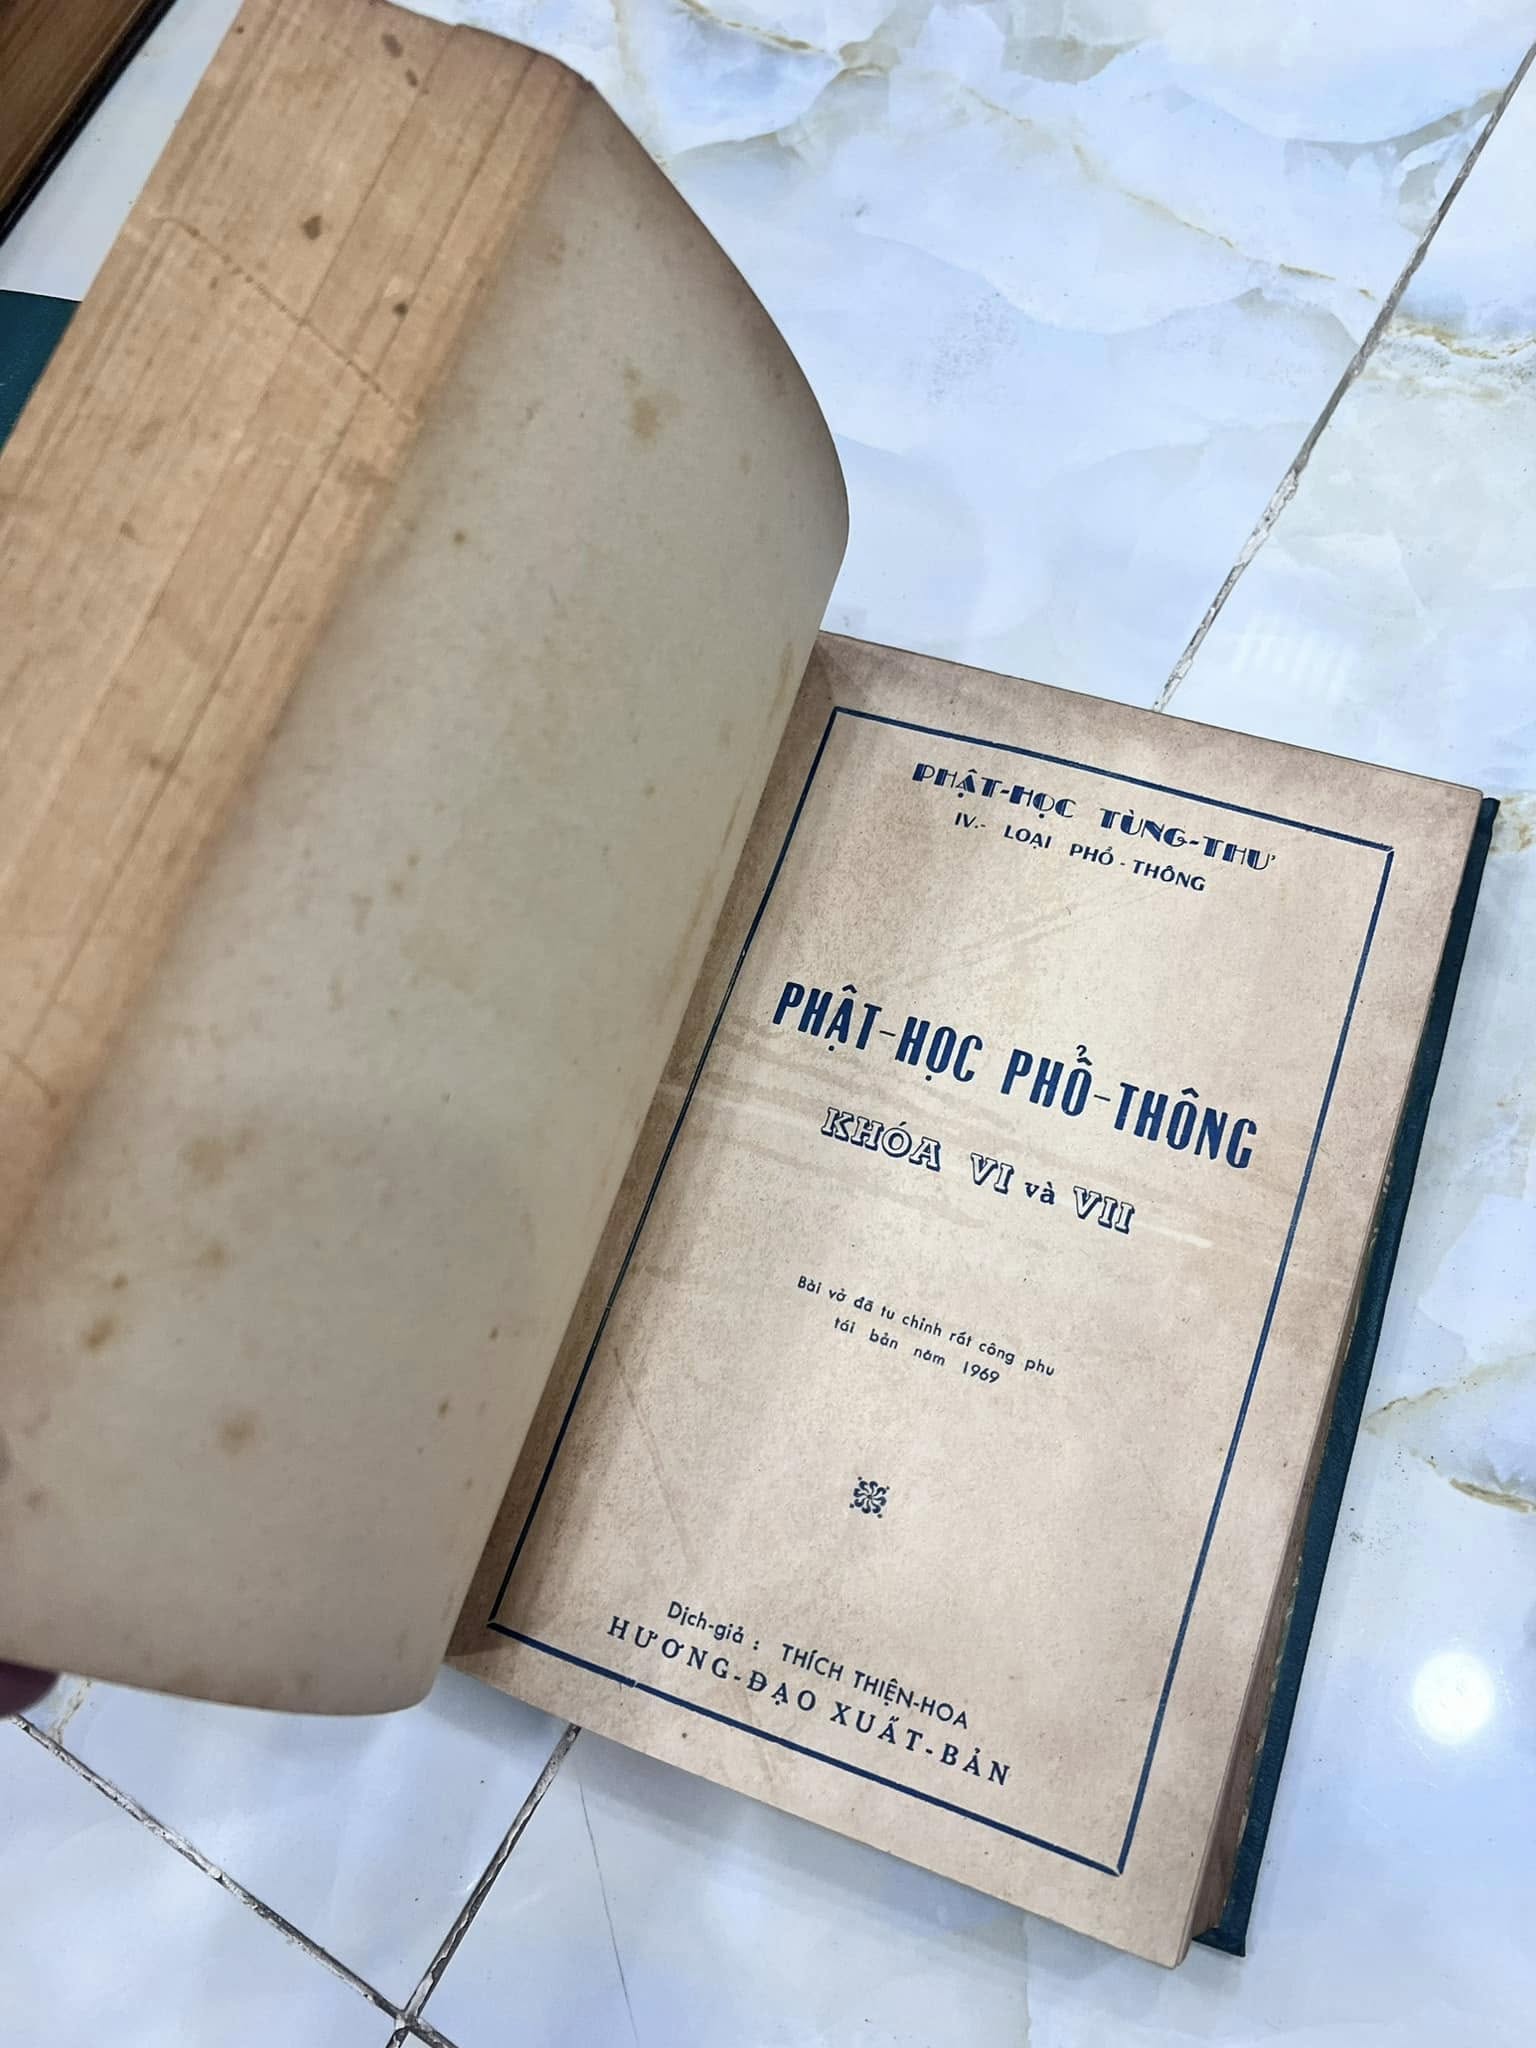 PHẬT-HỌC TÙNG-THƯ
IV.- LOẠI PHỔ-THÔNG
PHẬT-HỌC PHỔ-THÔNG
KHÓA VI và VII
Bài vở đã tu chỉnh rất công phu
tái bản năm 1969
Dịch-giả : THÍCH THIỆN-HOA
HƯƠNG-ĐẠO XUẤT-BẢN